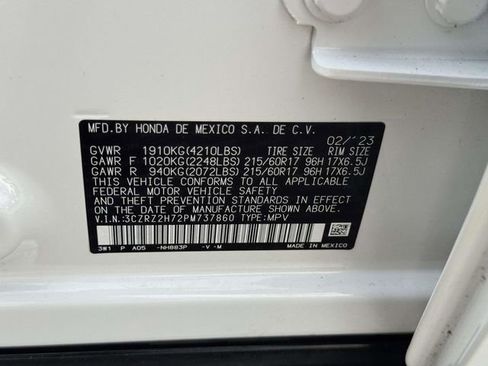 MFD.BY HONDA DE MEXICO S.A. DE C.V.
02/'23
GVWR 1910KG(4210LBS) TIRE SIZE RIM SIZE
GAWR F 1020KG(2248LBS) 215/60R17 96H 17X6.5J
GAWR R 940KG(2072LBS) 215/60R17 96H 17X6.5J
THIS VEHICLE CONFORMS TO ALL APPLICABLE
FEDERAL MOTOR VEHICLE SAFETY
AND THEFT PREVENTION STANDARDS IN EFFECT ON
THE DATE OF MANUFACTURE SHOWN ABOVE.
V.I.N.:3CZRZ2H72PM737860 TYPE:MPV
3W1 P A05 -NH883P -V-M
MADE IN MEXICO